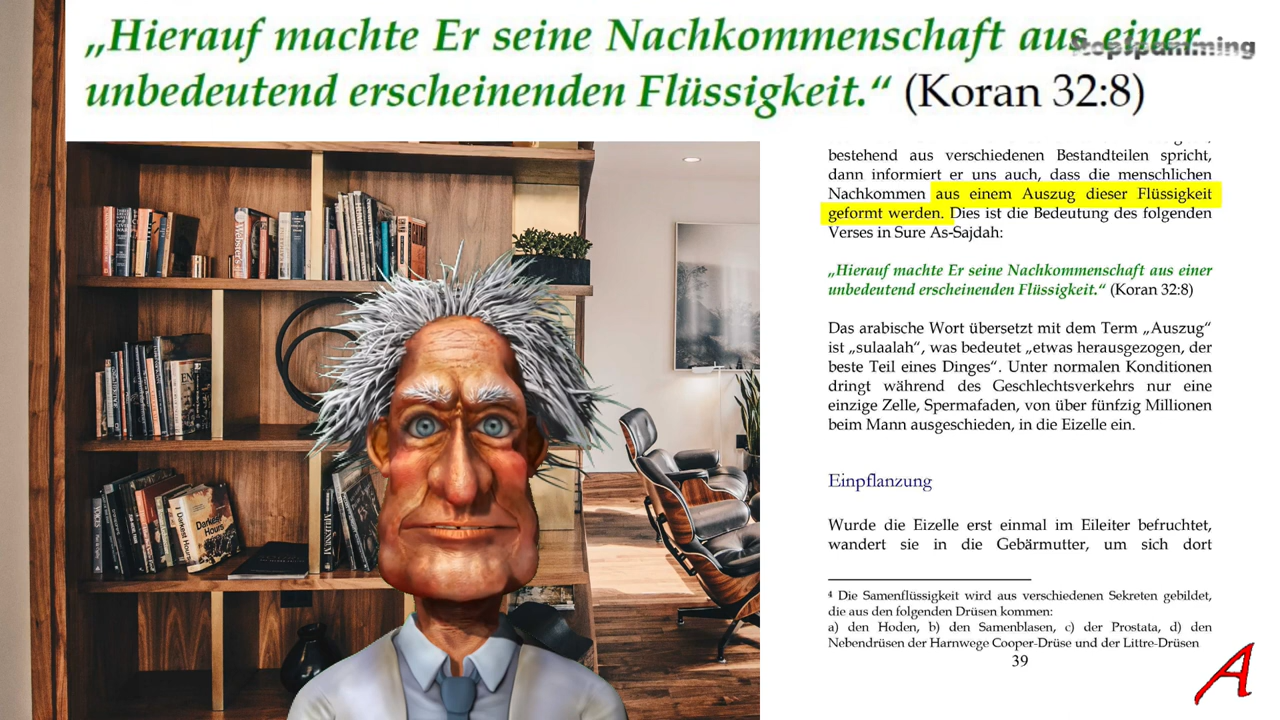 „Hierauf machte Er seine Nachkommenschaft aus einer
unbedeutend erscheinenden Flüssigkeit.“ (Koran 32:8)
stopspamming
bestehend aus verschiedenen Bestandteilen spricht,
dann informiert er uns auch, dass die menschlichen
Nachkommen aus einem Auszug dieser Flüssigkeit
geformt werden. Dies ist die Bedeutung des folgenden
Verses in Sure As-Sajdah:
„Hierauf machte Er seine Nachkommenschaft aus einer
unbedeutend erscheinenden Flüssigkeit.“ (Koran 32:8)
Das arabische Wort übersetzt mit dem Term „Auszug“
ist „sulaalah“, was bedeutet „etwas herausgezogen, der
beste Teil eines Dinges“. Unter normalen Konditionen
dringt während des Geschlechtsverkehrs nur eine
einzige Zelle, Spermafaden, von über fünfzig Millionen
beim Mann ausgeschieden, in die Eizelle ein.
Einpflanzung
Wurde die Eizelle erst einmal im Eileiter befruchtet,
wandert sie in die Gebärmutter, um sich dort
⁴ Die Samenflüssigkeit wird aus verschiedenen Sekreten gebildet,
die aus den folgenden Drüsen kommen:
a) den Hoden, b) den Samenblasen, c) der Prostata, d) den
Nebendrüsen der Harnwege Cooper-Drüse und der Littre-Drüsen
39
A
Darkest
Hours